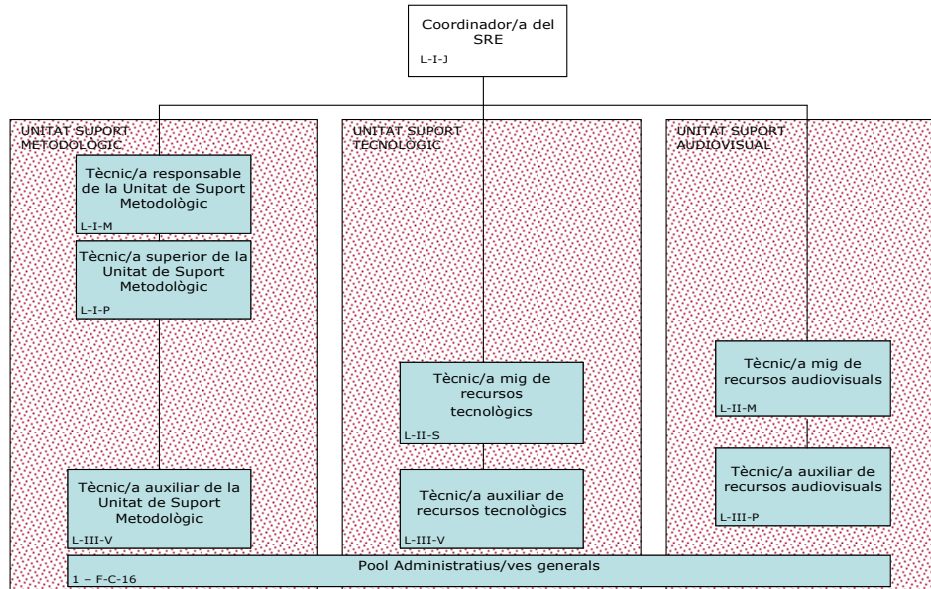 Coordinador/a del
SRE
L-I-J
UNITAT SUPORT
METODOLÒGIC
Tècnic/a responsable
de la Unitat de Suport
Metodològic
L-I-M
Tècnic/a superior de la
Unitat de Suport
Metodològic
L-I-P
Tècnic/a auxiliar de la
Unitat de Suport
Metodològic
L-III-V
UNITAT SUPORT
TECNOLÒGIC
Tècnic/a mig de
recursos
tecnològics
L-II-S
Tècnic/a auxiliar de
recursos tecnològics
L-III-V
UNITAT SUPORT
AUDIOVISUAL
Tècnic/a mig de
recursos audiovisuals
L-II-M
Tècnic/a auxiliar de
recursos audiovisuals
L-III-P
Pool Administratius/ves generals
1 – F-C-16